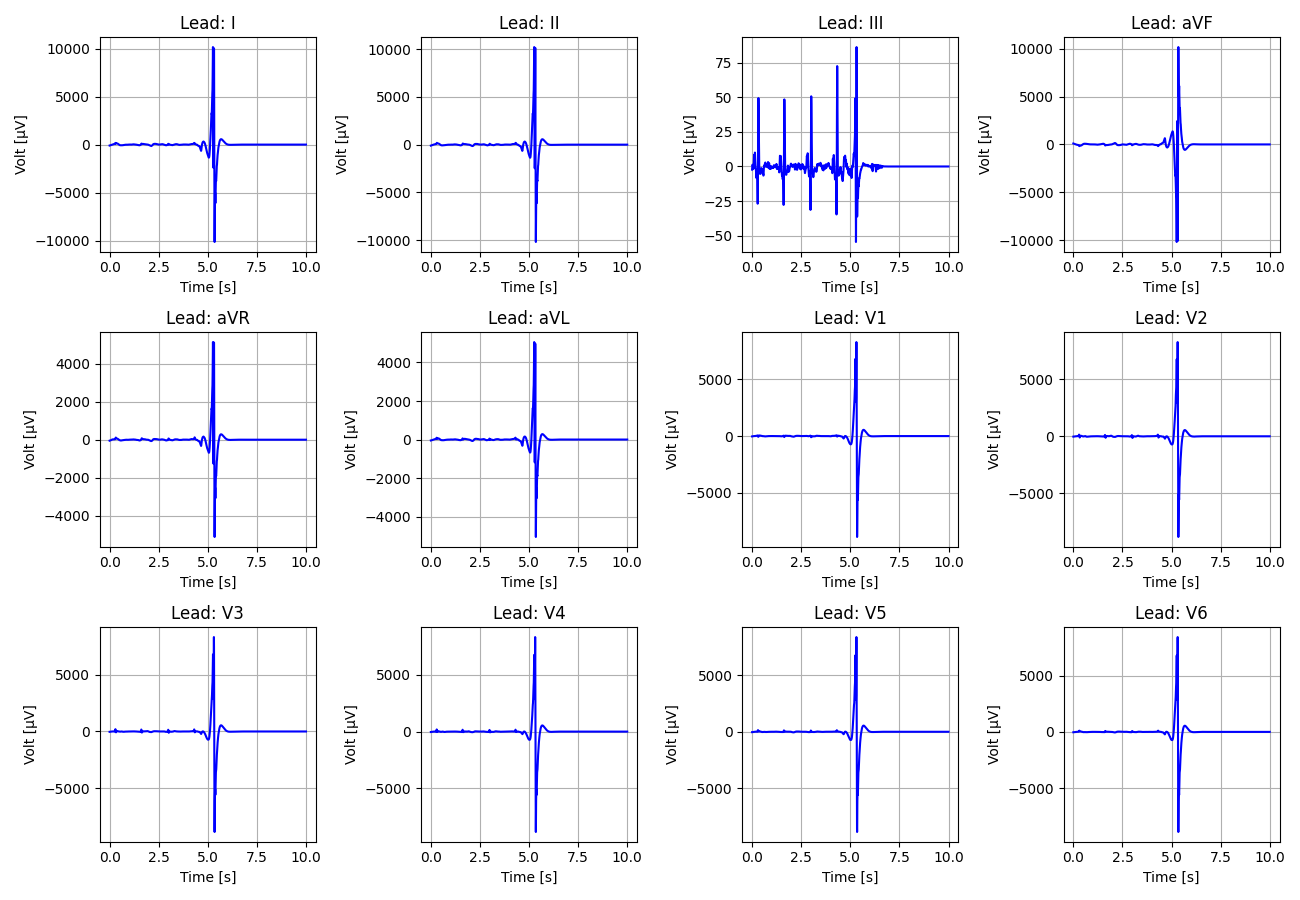 Lead: I Lead: II Lead: III Lead: aVF
Volt [µV] 10000 5000 0 −5000 −10000
Volt [µV] 10000 5000 0 −5000 −10000
Volt [µV] 75 50 25 0 −25 −50
Volt [µV] 10000 5000 0 −5000 −10000
0.0 2.5 5.0 7.5 10.0 0.0 2.5 5.0 7.5 10.0 0.0 2.5 5.0 7.5 10.0 0.0 2.5 5.0 7.5 10.0
Time [s] Time [s] Time [s] Time [s]
Lead: aVR Lead: aVL Lead: V1 Lead: V2
Volt [µV] 4000 2000 0 −2000 −4000
Volt [µV] 4000 2000 0 −2000 −4000
Volt [µV] 5000 0 −5000
Volt [µV] 5000 0 −5000
0.0 2.5 5.0 7.5 10.0 0.0 2.5 5.0 7.5 10.0 0.0 2.5 5.0 7.5 10.0 0.0 2.5 5.0 7.5 10.0
Time [s] Time [s] Time [s] Time [s]
Lead: V3 Lead: V4 Lead: V5 Lead: V6
Volt [µV] 5000 0 −5000
Volt [µV] 5000 0 −5000
Volt [µV] 5000 0 −5000
Volt [µV] 5000 0 −5000
0.0 2.5 5.0 7.5 10.0 0.0 2.5 5.0 7.5 10.0 0.0 2.5 5.0 7.5 10.0 0.0 2.5 5.0 7.5 10.0
Time [s] Time [s] Time [s] Time [s]